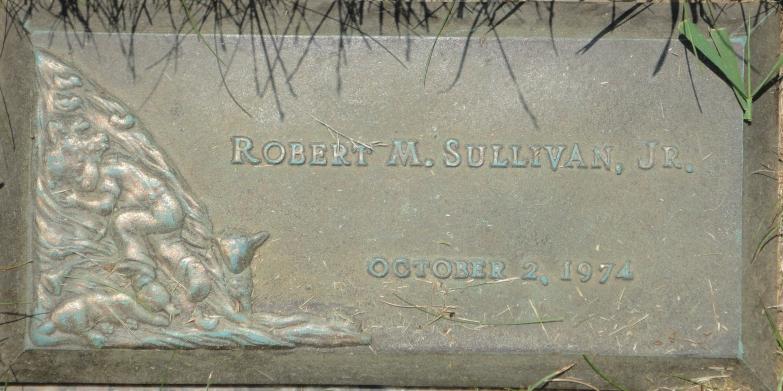 ROBERT M. SULLIVAN, JR.
OCTOBER 2, 1974